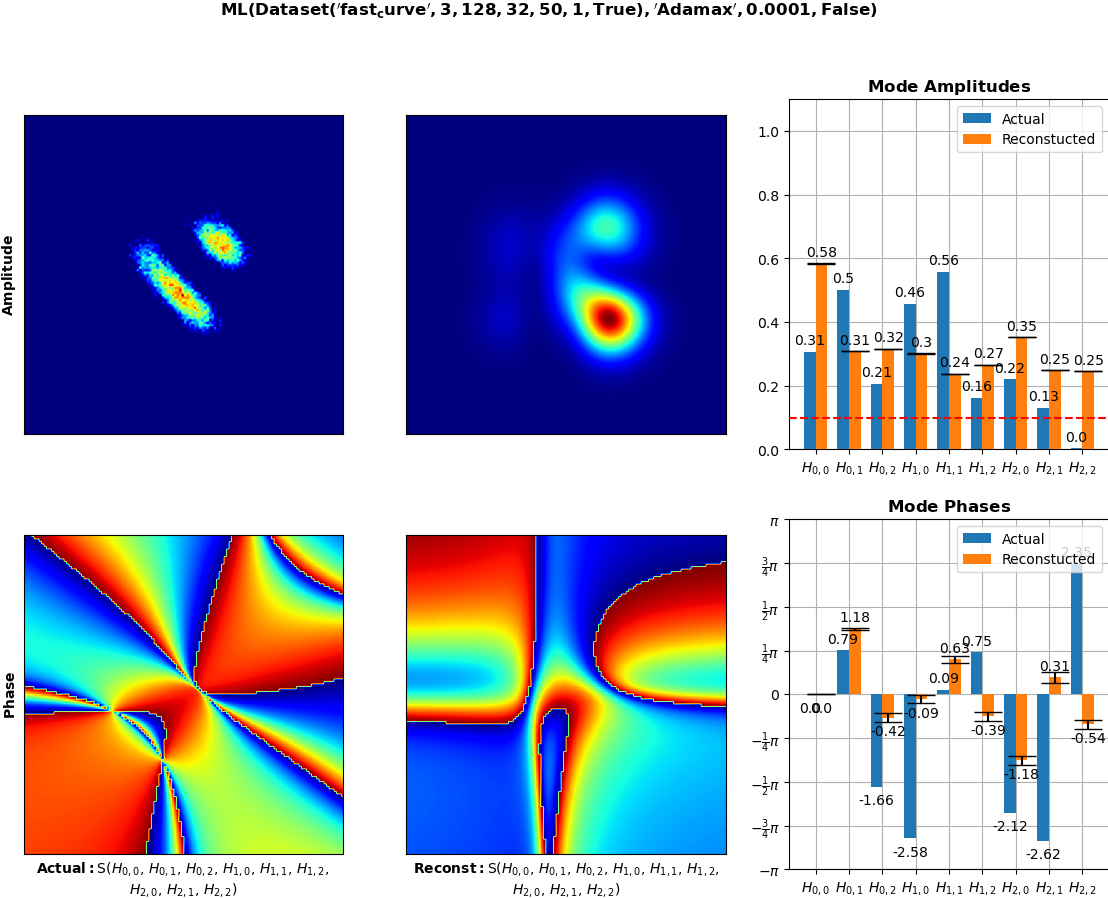 ML(Dataset('fast_curve', 3, 128, 32, 50, 1, True), 'Adamax', 0.0001, False)
Amplitude
Mode Amplitudes
Actual
Reconstucted
1.0
0.8
0.6
0.4
0.2
0.0
0.31
0.58
0.5
0.31
0.21
0.32
0.46
0.3
0.56
0.24
0.16
0.27
0.22
0.35
0.13
0.25
0.0
0.25
H0,0 H0,1 H0,2 H1,0 H1,1 H1,2 H2,0 H2,1 H2,2
Phase
Mode Phases
Actual
Reconstucted
π
3/4π
1/2π
1/4π
0
−1/4π
−1/2π
−3/4π
−π
0.0
0.0
0.79
1.18
-1.66
-0.42
-2.58
-0.09
0.09
0.63
0.75
-0.39
-2.12
-1.18
-2.62
0.31
2.35
-0.54
H0,0 H0,1 H0,2 H1,0 H1,1 H1,2 H2,0 H2,1 H2,2
Actual: S(H0,0, H0,1, H0,2, H1,0, H1,1, H1,2,
H2,0, H2,1, H2,2)
Reconst: S(H0,0, H0,1, H0,2, H1,0, H1,1, H1,2,
H2,0, H2,1, H2,2)